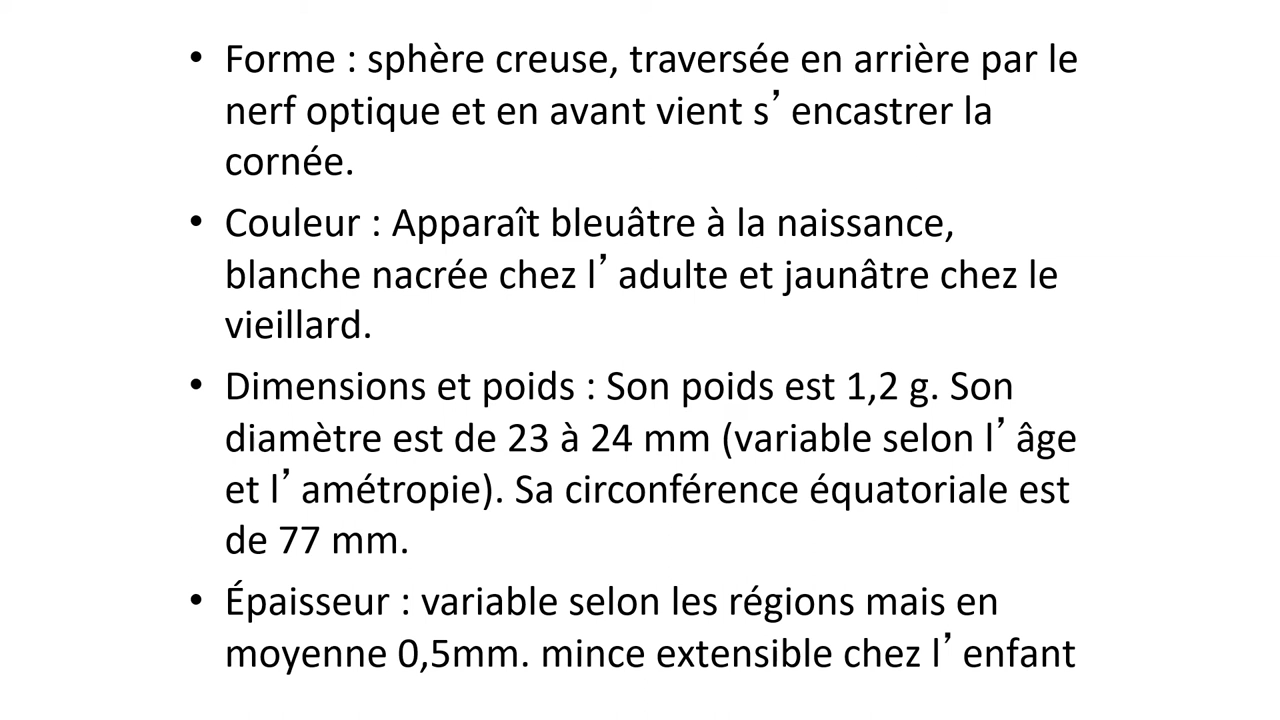 • Forme : sphère creuse, traversée en arrière par le
nerf optique et en avant vient s’ encastrer la
cornée.
• Couleur : Apparaît bleuâtre à la naissance,
blanche nacrée chez l’ adulte et jaunâtre chez le
vieillard.
• Dimensions et poids : Son poids est 1,2 g. Son
diamètre est de 23 à 24 mm (variable selon l’ âge
et l’ amétropie). Sa circonférence équatoriale est
de 77 mm.
• Épaisseur : variable selon les régions mais en
moyenne 0,5mm. mince extensible chez l’ enfant